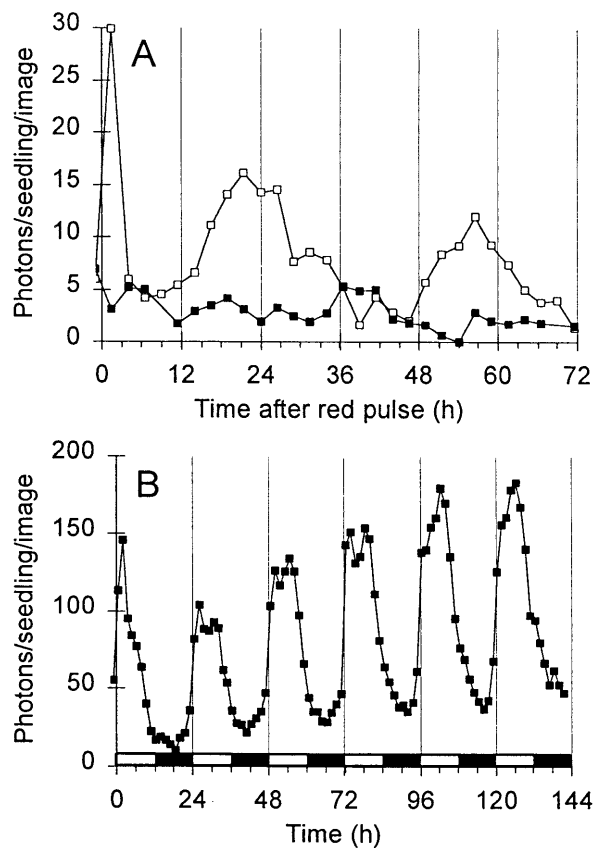 A
Photons/seedling/image
30
25
20
15
10
5
0
0 12 24 36 48 60 72
Time after red pulse (h)
B
Photons/seedling/image
200
150
100
50
0
0 24 48 72 96 120 144
Time (h)